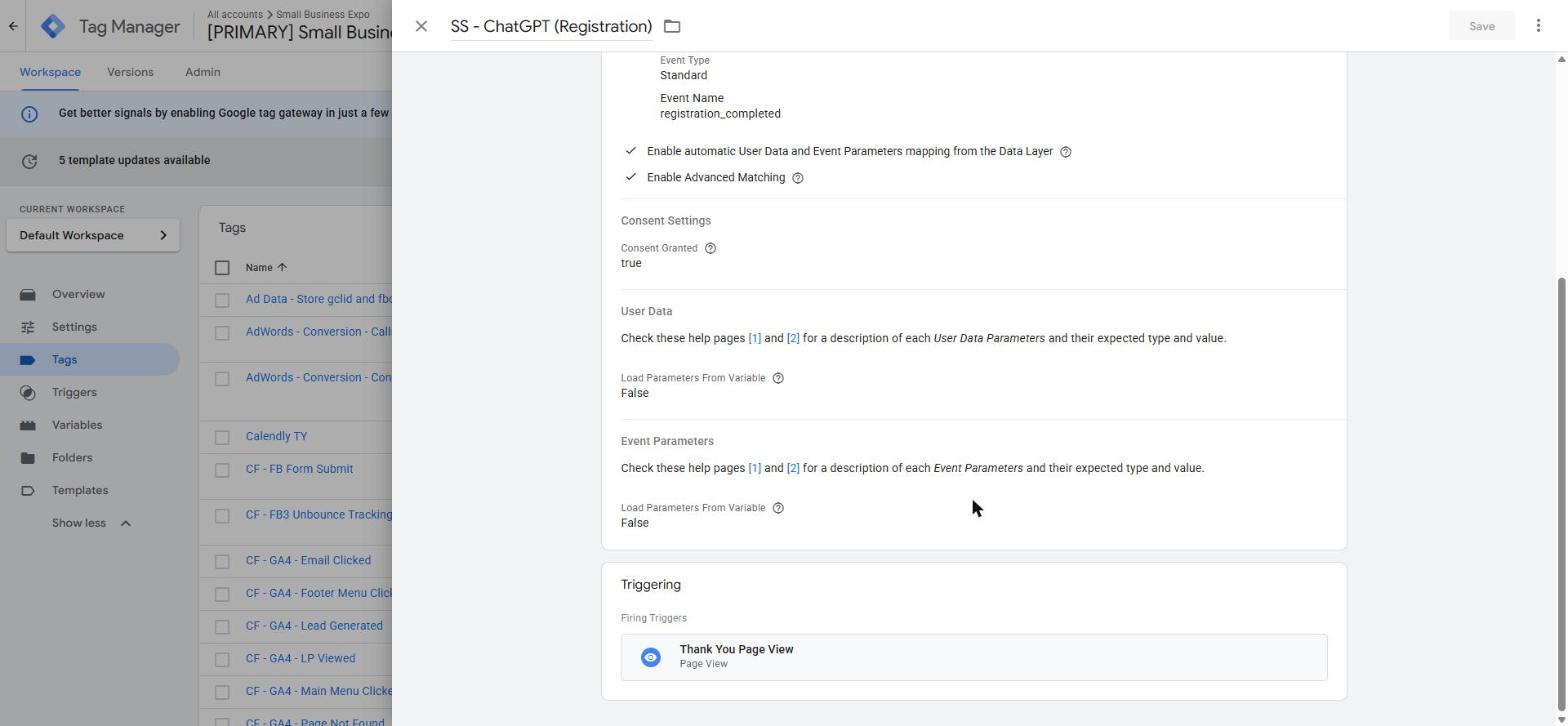 Tag Manager
All accounts > Small Business Expo
[PRIMARY] Small Busin
SS - ChatGPT (Registration)
Save
Workspace
Versions
Admin
Get better signals by enabling Google tag gateway in just a few
5 template updates available
CURRENT WORKSPACE
Default Workspace
Overview
Settings
Tags
Triggers
Variables
Folders
Templates
Show less
Tags
Name
Ad Data - Store gclid and fbc
AdWords - Conversion - Call
AdWords - Conversion - Con
Calendly TY
CF - FB Form Submit
CF - FB3 Unbounce Tracking
CF - GA4 - Email Clicked
CF - GA4 - Footer Menu Click
CF - GA4 - Lead Generated
CF - GA4 - LP Viewed
CF - GA4 - Main Menu Clicke
CF - GA4 - Page Not Found
Event Type
Standard
Event Name
registration_completed
Enable automatic User Data and Event Parameters mapping from the Data Layer
Enable Advanced Matching
Consent Settings
Consent Granted
true
User Data
Check these help pages [1] and [2] for a description of each User Data Parameters and their expected type and value.
Load Parameters From Variable
False
Event Parameters
Check these help pages [1] and [2] for a description of each Event Parameters and their expected type and value.
Load Parameters From Variable
False
Triggering
Firing Triggers
Thank You Page View
Page View